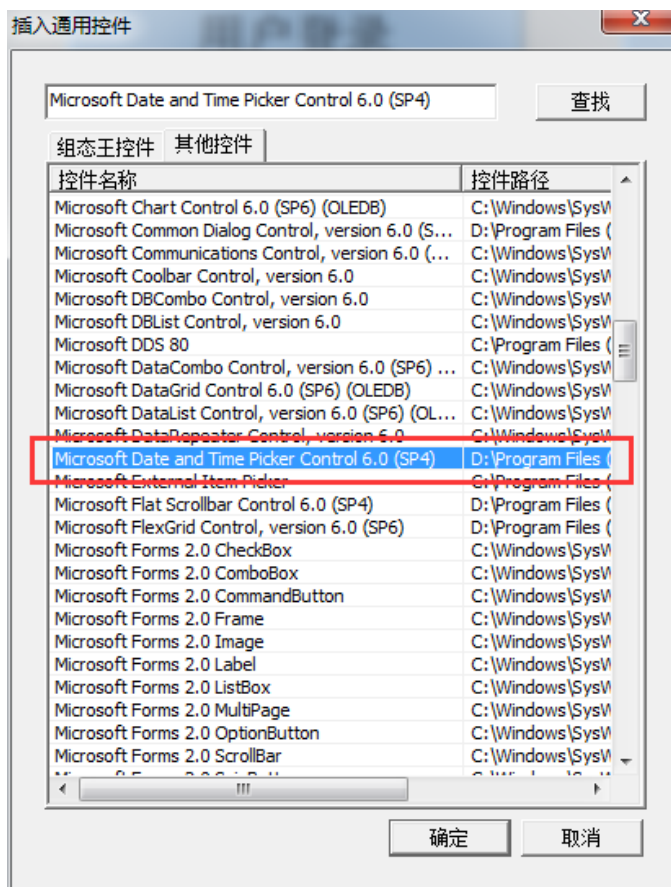 插入通用控件
用户登录
Microsoft Date and Time Picker Control 6.0 (SP4) 查找
组态王控件 其他控件
控件名称 控件路径
Microsoft Chart Control 6.0 (SP6) (OLEDB) C:\Windows\SysW
Microsoft Common Dialog Control, version 6.0 (S... D:\Program Files (
Microsoft Communications Control, version 6.0 (... C:\Windows\SysW
Microsoft Coolbar Control, version 6.0 C:\Windows\SysW
Microsoft DBCombo Control, version 6.0 C:\Windows\SysW
Microsoft DBList Control, version 6.0 C:\Windows\SysW
Microsoft DDS 80 C:\Program Files (
Microsoft DataCombo Control, version 6.0 (SP6) ... C:\Windows\SysW
Microsoft DataGrid Control 6.0 (SP6) (OLEDB) C:\Windows\SysW
Microsoft DataList Control, version 6.0 (SP6) (OL... C:\Windows\SysW
Microsoft DataRepeater Control, version 6.0 C:\Windows\SysW
Microsoft Date and Time Picker Control 6.0 (SP4) D:\Program Files (
Microsoft External Item Picker C:\Program Files (
Microsoft Flat Scrollbar Control 6.0 (SP4) D:\Program Files (
Microsoft FlexGrid Control, version 6.0 (SP6) D:\Program Files (
Microsoft Forms 2.0 CheckBox C:\Windows\SysW
Microsoft Forms 2.0 ComboBox C:\Windows\SysW
Microsoft Forms 2.0 CommandButton C:\Windows\SysW
Microsoft Forms 2.0 Frame C:\Windows\SysW
Microsoft Forms 2.0 Image C:\Windows\SysW
Microsoft Forms 2.0 Label C:\Windows\SysW
Microsoft Forms 2.0 ListBox C:\Windows\SysW
Microsoft Forms 2.0 MultiPage C:\Windows\SysW
Microsoft Forms 2.0 OptionButton C:\Windows\SysW
Microsoft Forms 2.0 ScrollBar C:\Windows\SysW
确定 取消